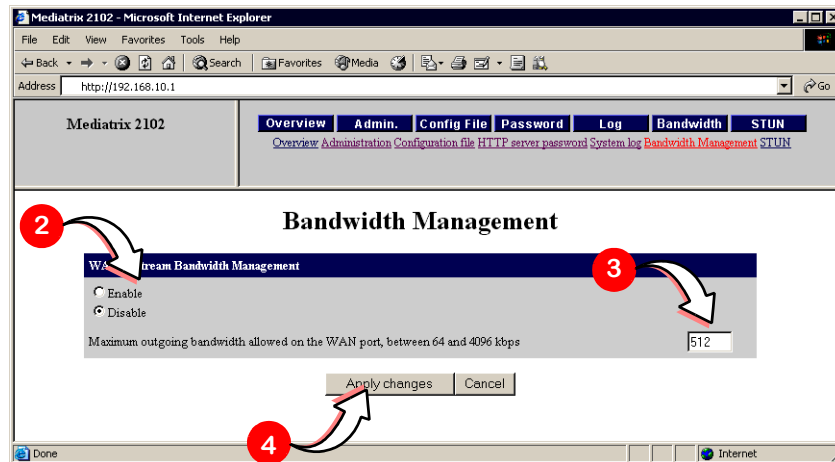 Mediatrix 2102 - Microsoft Internet Explorer
File Edit View Favorites Tools Help
Back Search Favorites Media
Address http://192.168.10.1 Go
Mediatrix 2102
Overview Admin. Config File Password Log Bandwidth STUN
Overview Administration Configuration file HTTP server password System log Bandwidth Management STUN
Bandwidth Management
2
WA tream Bandwidth Management
3
Enable
Disable
Maximum outgoing bandwidth allowed on the WAN port, between 64 and 4096 kbps 512
Apply changes Cancel
4
Done Internet